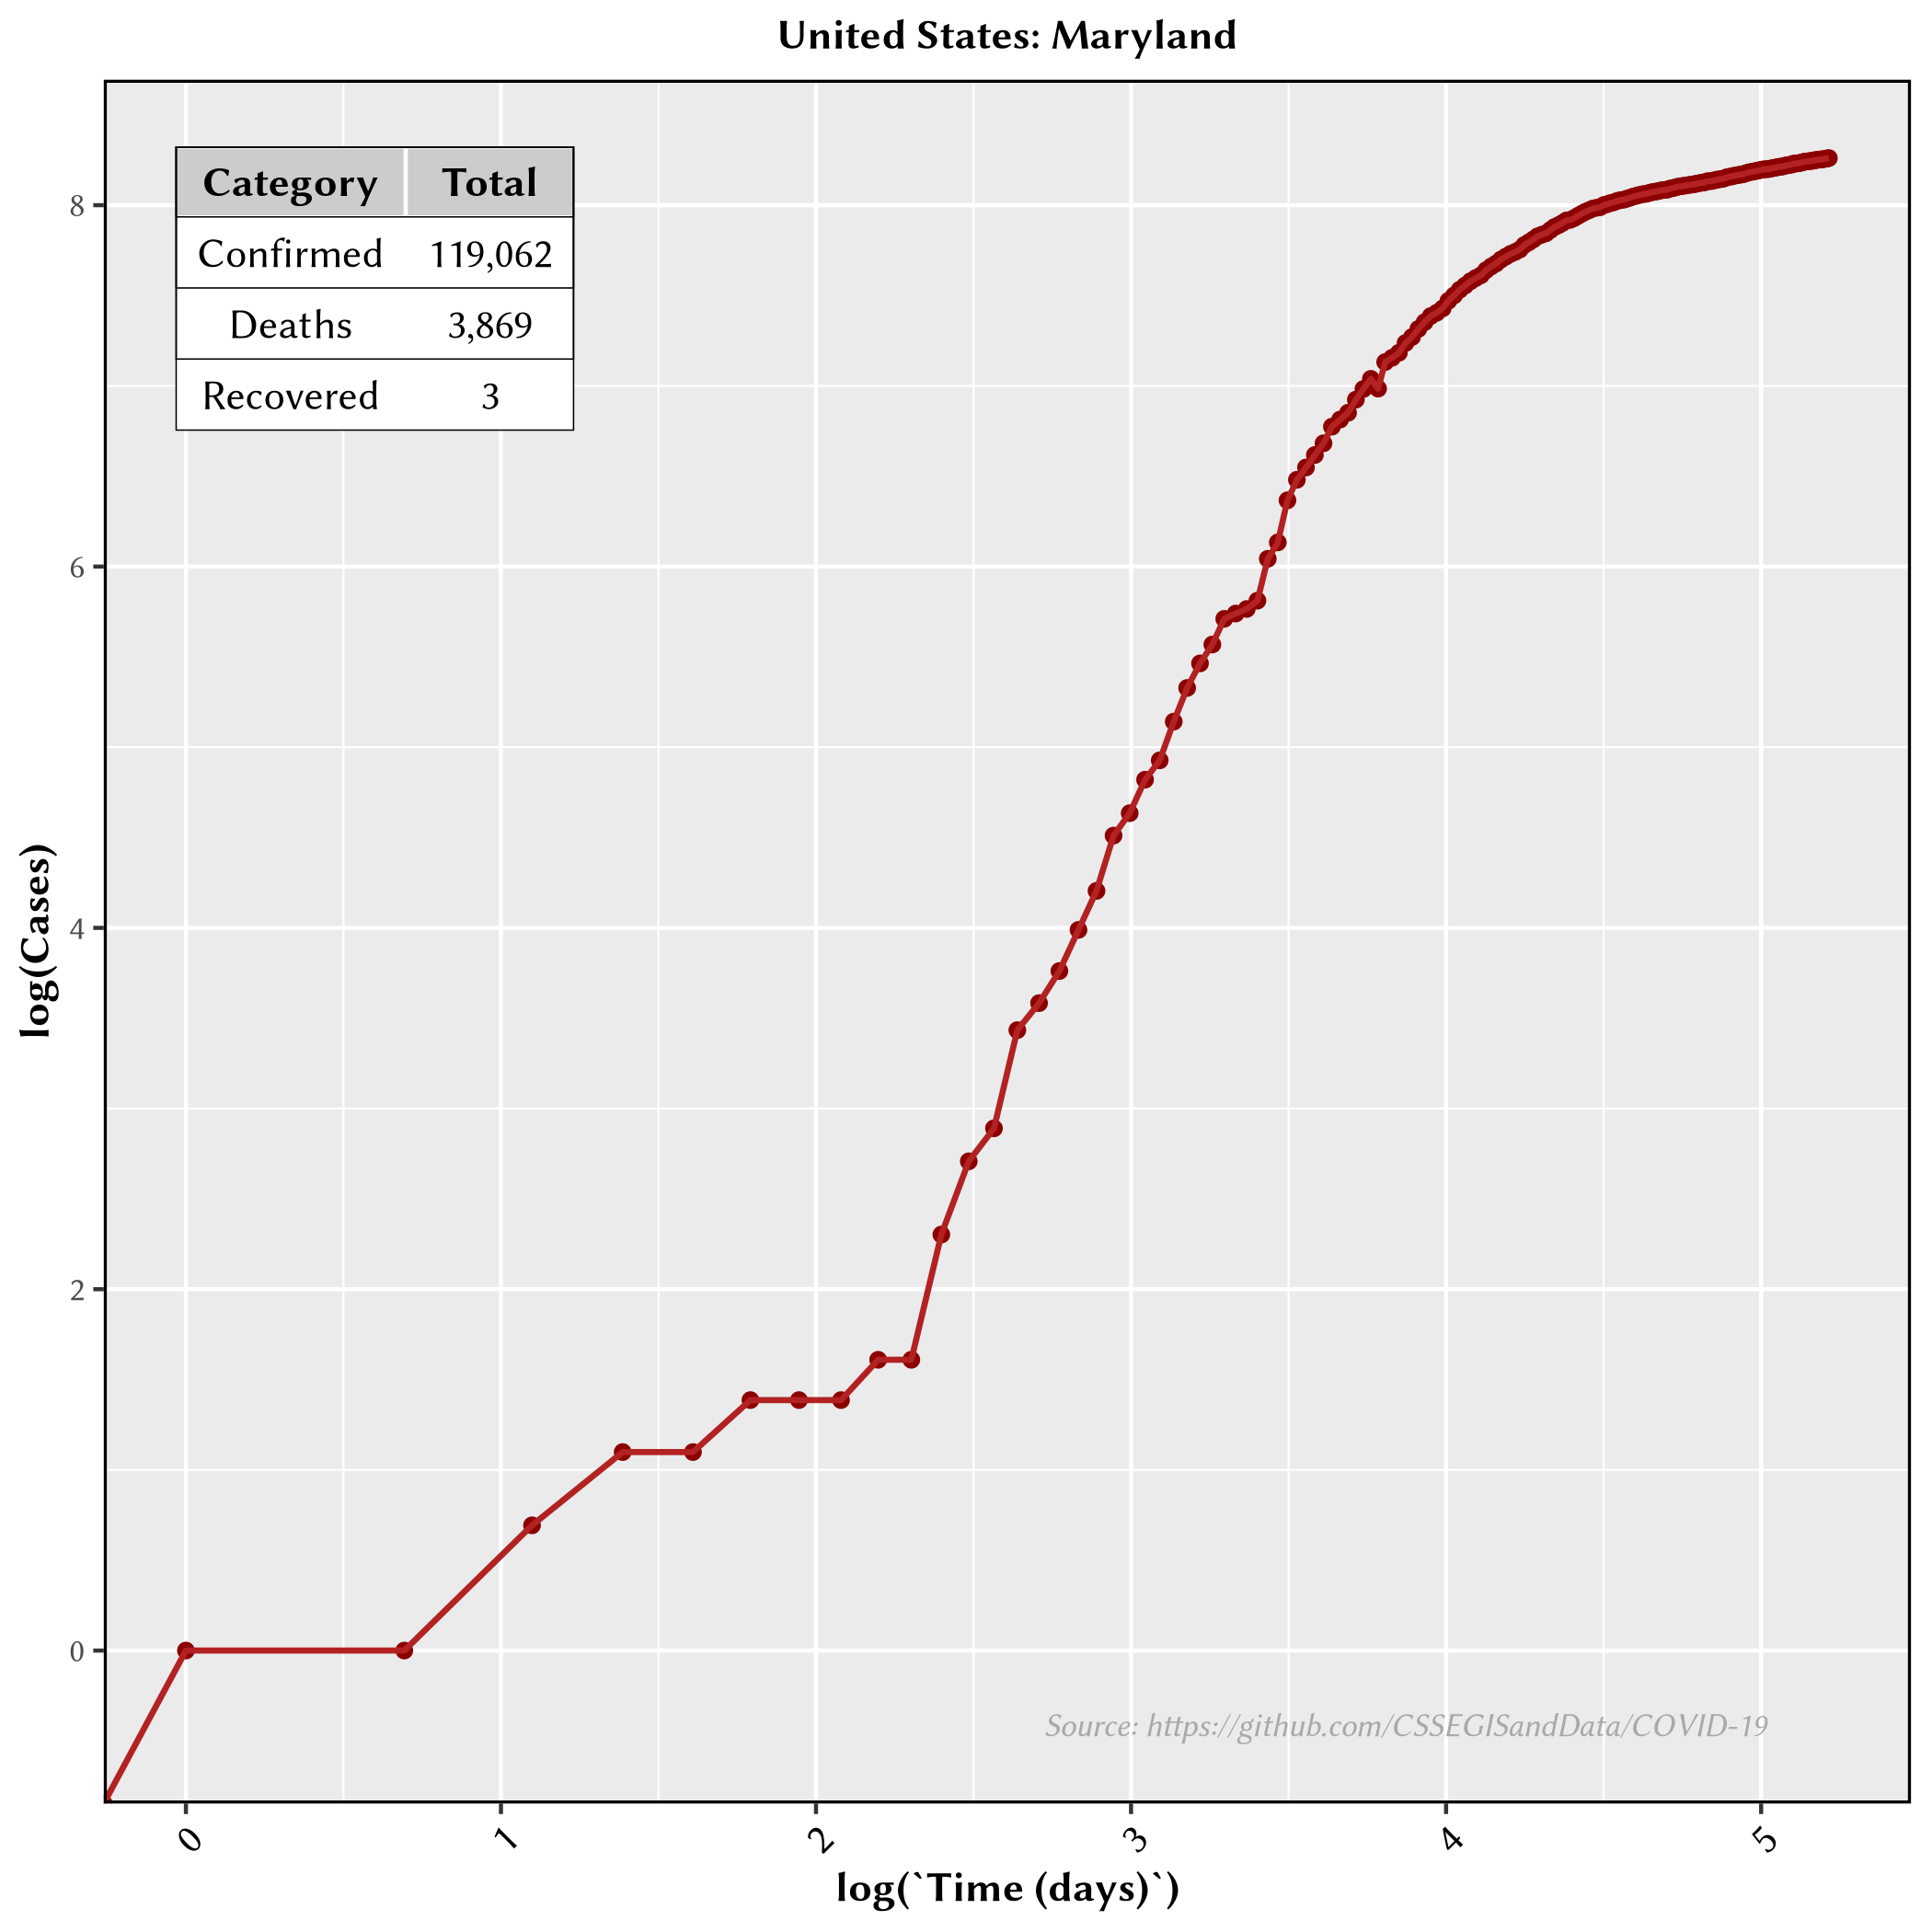 United States: Maryland
Category Total
Confirmed 119,062
Deaths 3,869
Recovered 3
8
6
4
2
0
log(Cases)
Source: https://github.com/CSSEGISandData/COVID-19
0 1 2 3 4 5
log(`Time (days)`)